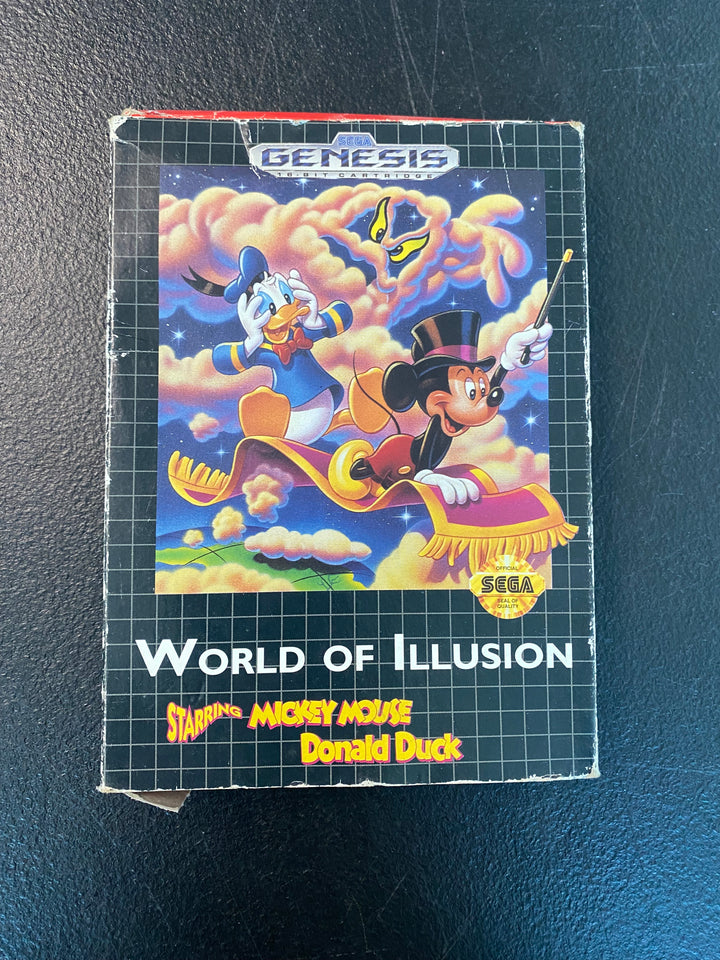 SEGA
GENESIS
16-BIT CARTRIDGE
OFFICIAL
SEGA
SEAL OF
QUALITY
WORLD OF ILLUSION
STARRING MICKEY MOUSE
Donald Duck